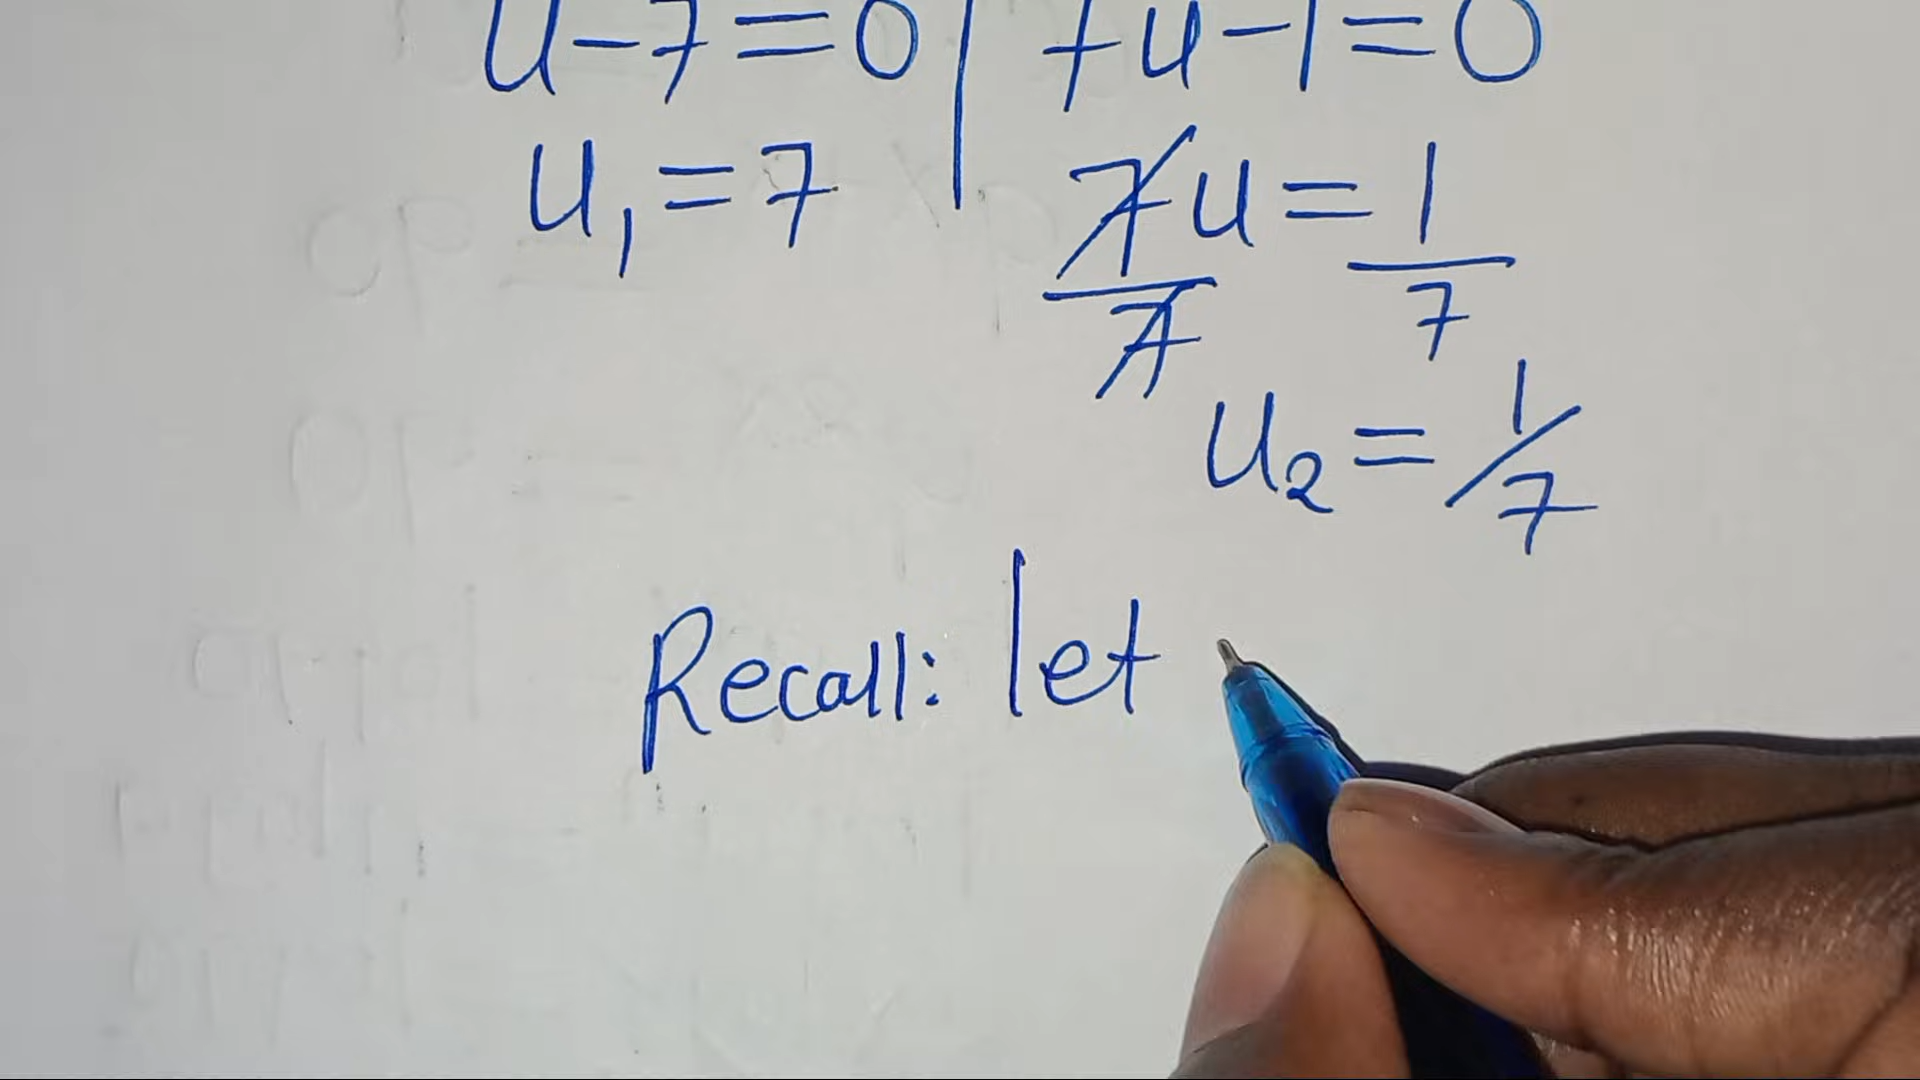 u-7=0 | 7u-1=0
u₁=7
7u/7=1/7
u₂=1/7
Recall: let